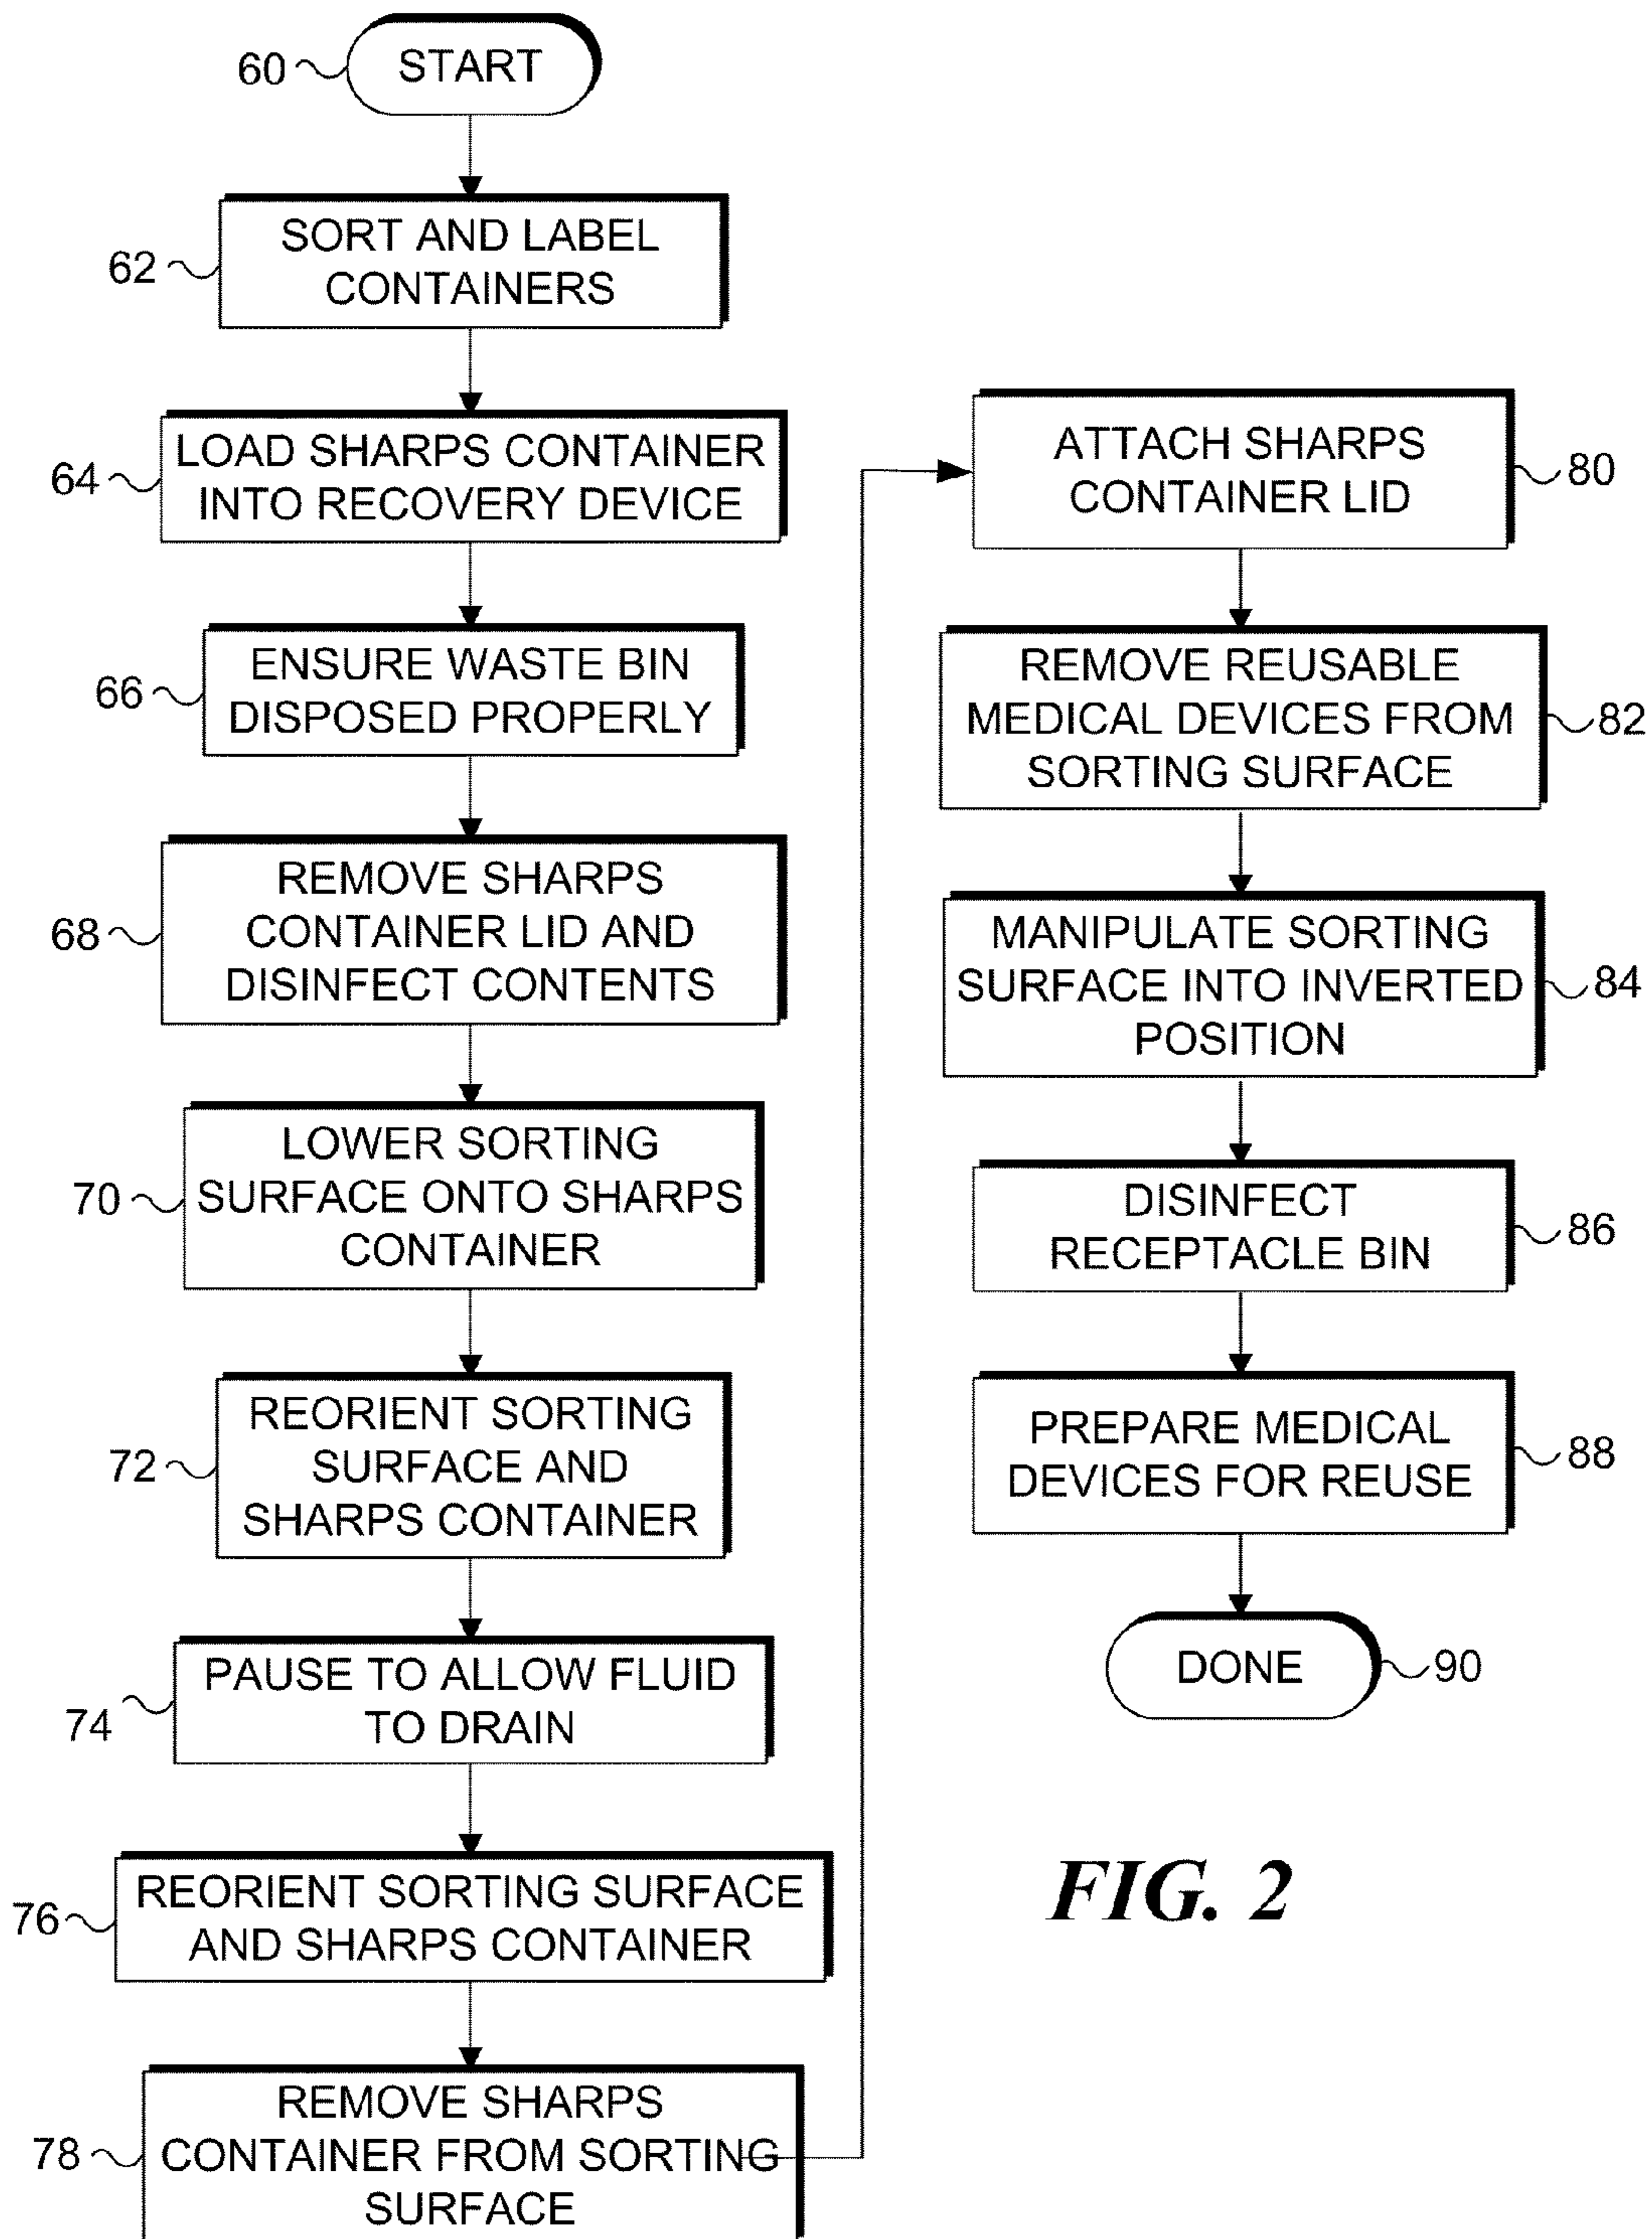 60
START
62
SORT AND LABEL
CONTAINERS
64
LOAD SHARPS CONTAINER
INTO RECOVERY DEVICE
66
ENSURE WASTE BIN
DISPOSED PROPERLY
68
REMOVE SHARPS
CONTAINER LID AND
DISINFECT CONTENTS
70
LOWER SORTING
SURFACE ONTO SHARPS
CONTAINER
72
REORIENT SORTING
SURFACE AND
SHARPS CONTAINER
74
PAUSE TO ALLOW FLUID
TO DRAIN
76
REORIENT SORTING SURFACE
AND SHARPS CONTAINER
78
REMOVE SHARPS
CONTAINER FROM SORTING
SURFACE
ATTACH SHARPS
CONTAINER LID
80
REMOVE REUSABLE
MEDICAL DEVICES FROM
SORTING SURFACE
82
MANIPULATE SORTING
SURFACE INTO INVERTED
POSITION
84
DISINFECT
RECEPTACLE BIN
86
PREPARE MEDICAL
DEVICES FOR REUSE
88
DONE
90
FIG. 2